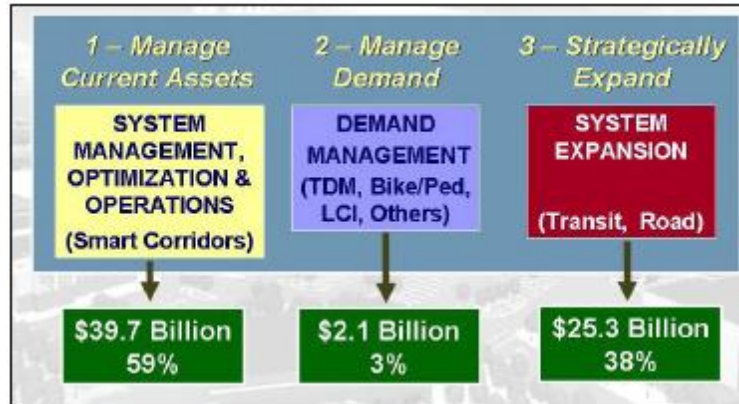 1 – Manage
Current Assets
SYSTEM
MANAGEMENT,
OPTIMIZATION &
OPERATIONS
(Smart Corridors)
$39.7 Billion
59%
2 – Manage
Demand
DEMAND
MANAGEMENT
(TDM, Bike/Ped,
LCI, Others)
$2.1 Billion
3%
3 – Strategically
Expand
SYSTEM
EXPANSION
(Transit, Road)
$25.3 Billion
38%